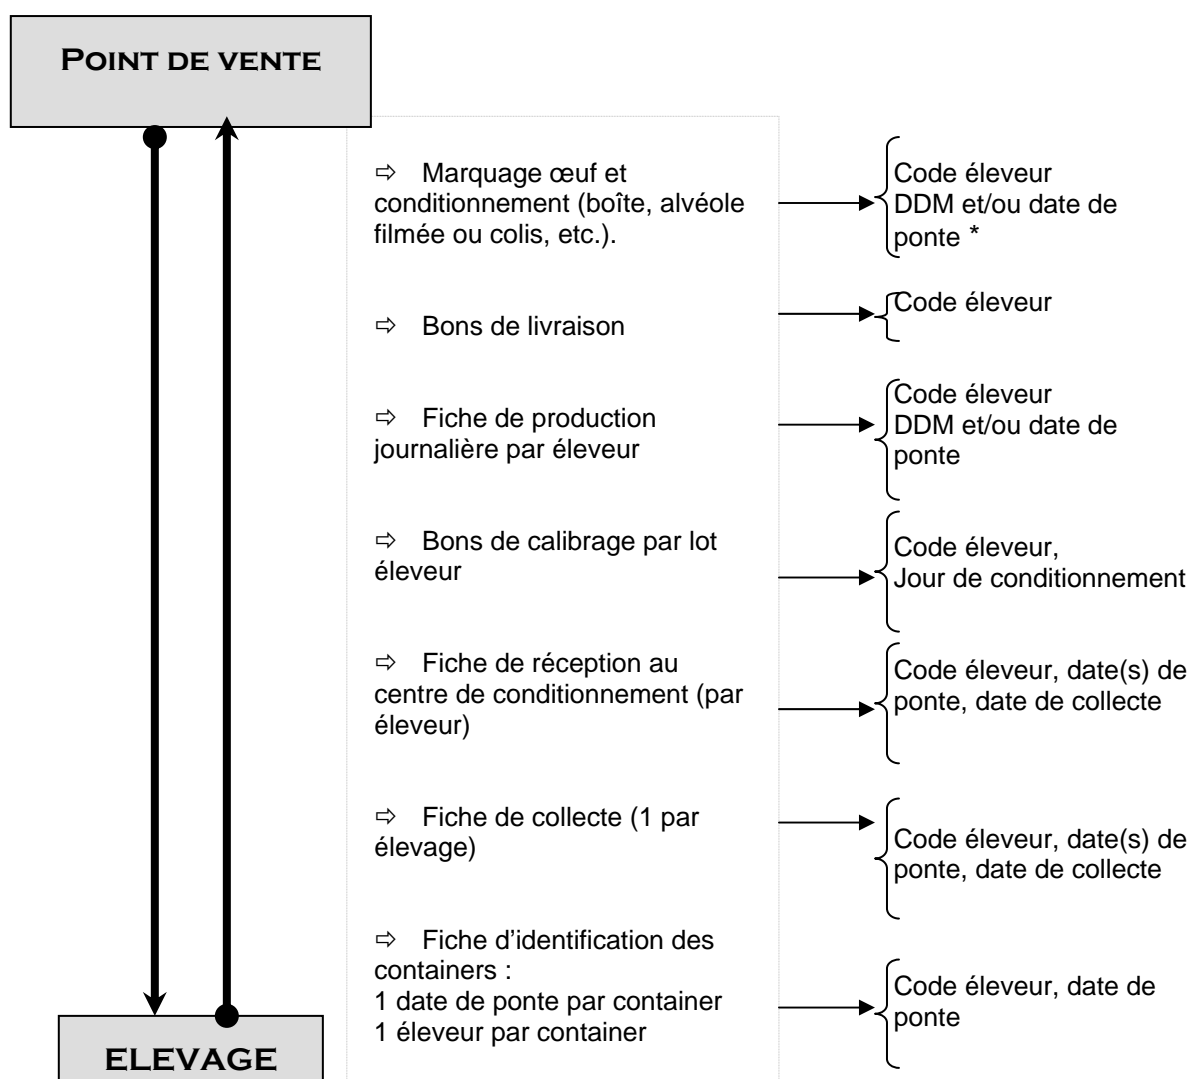 POINT DE VENTE
⇨ Marquage œuf et
conditionnement (boîte, alvéole
filmée ou colis, etc.).
Code éleveur
DDM et/ou date de
ponte *
⇨ Bons de livraison
Code éleveur
⇨ Fiche de production
journalière par éleveur
Code éleveur
DDM et/ou date de
ponte
⇨ Bons de calibrage par lot
éleveur
Code éleveur,
Jour de conditionnement
⇨ Fiche de réception au
centre de conditionnement (par
éleveur)
Code éleveur, date(s) de
ponte, date de collecte
⇨ Fiche de collecte (1 par
élevage)
Code éleveur, date(s) de
ponte, date de collecte
⇨ Fiche d'identification des
containers :
1 date de ponte par container
1 éleveur par container
Code éleveur, date de
ponte
ELEVAGE